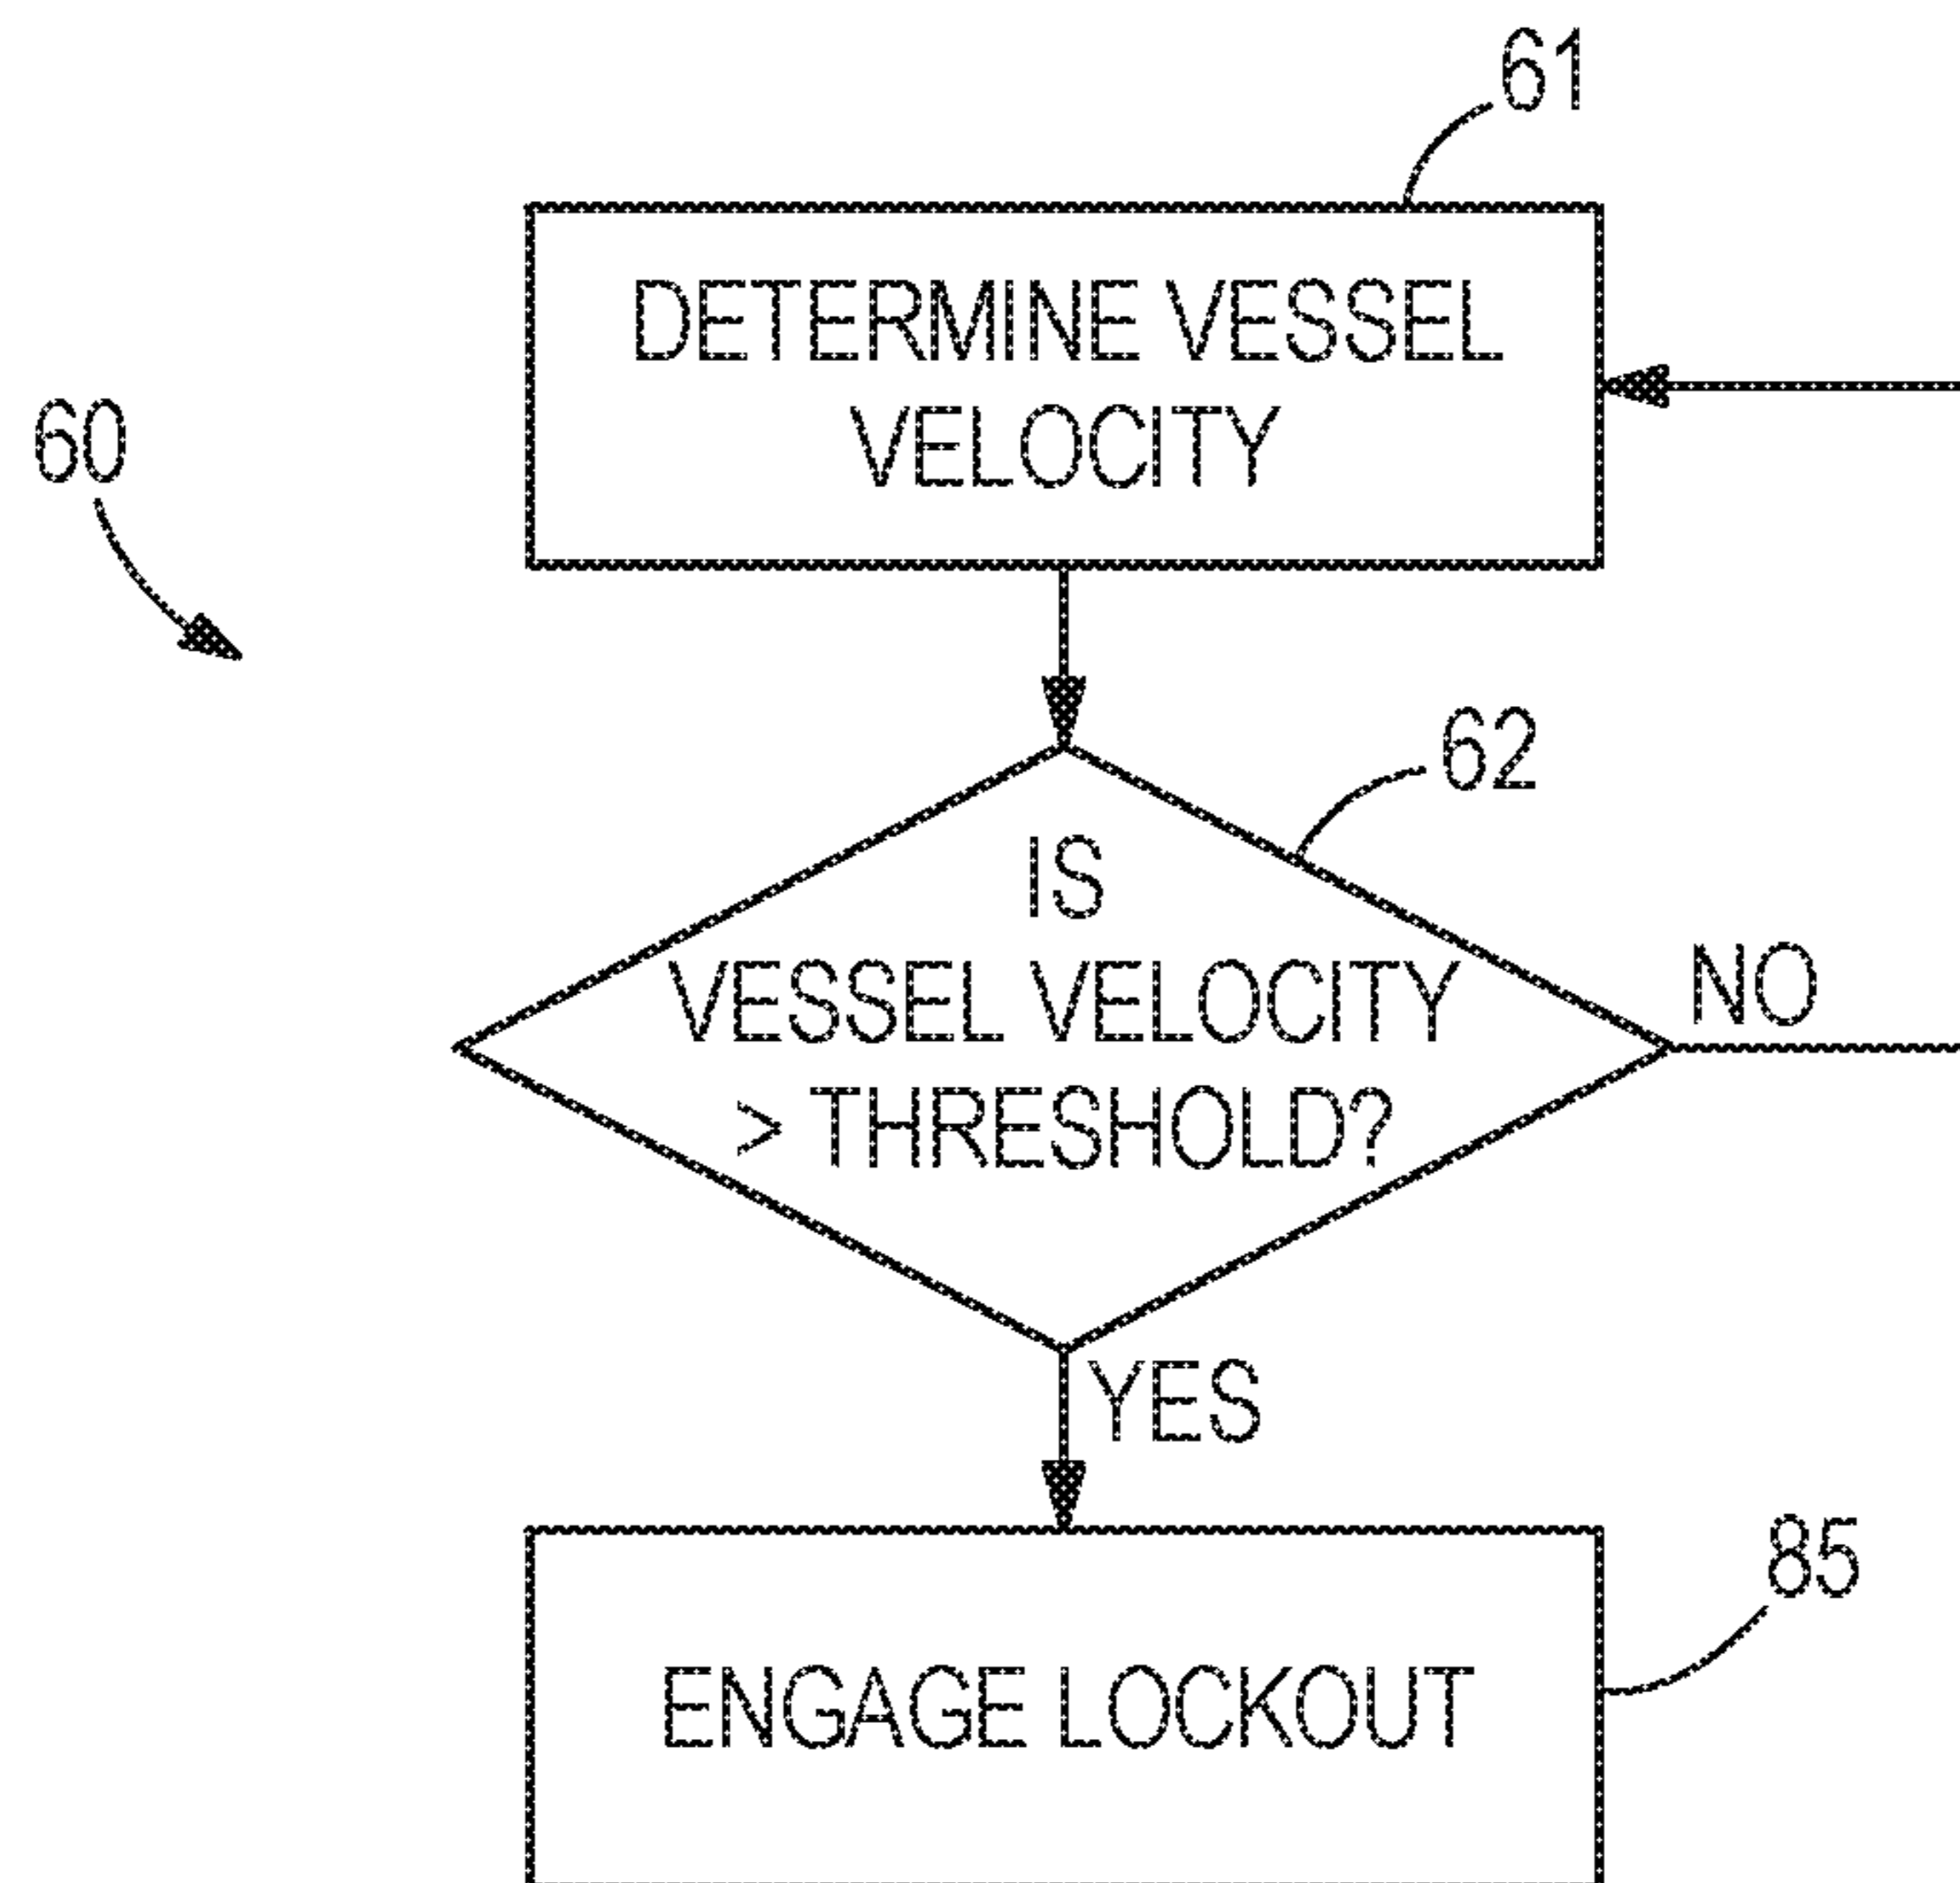 61
DETERMINE VESSEL
VELOCITY
60
62
IS
VESSEL VELOCITY
> THRESHOLD?
NO
YES
85
ENGAGE LOCKOUT